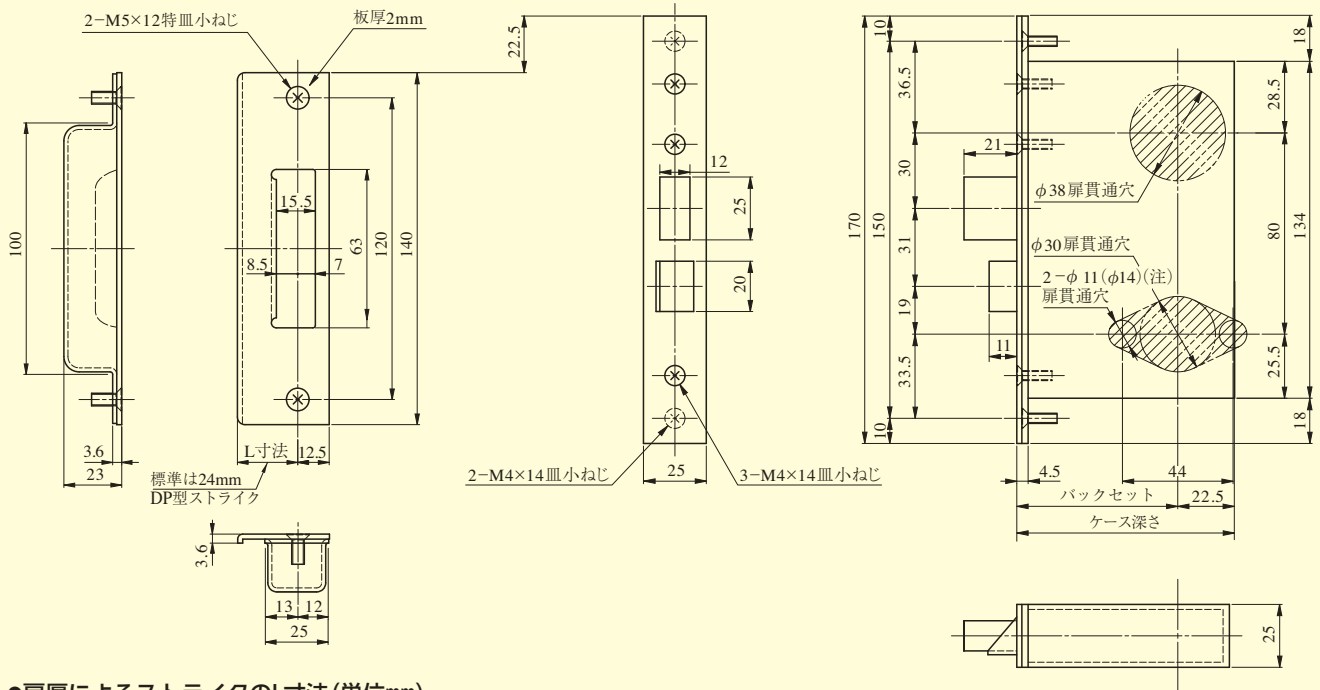 2-M5×12特皿小ねじ
板厚2mm
100
3.6
23
15.5
8.5
7
63
120
140
L寸法
12.5
標準は24mm
DP型ストライク
3.6
13
12
25
22.5
12
25
20
2-M4×14皿小ねじ
25
3-M4×14皿小ねじ
10
36.5
21
30
31
19
11
33.5
10
170
150
18
28.5
φ38扉貫通穴
φ30扉貫通穴
2-φ11(φ14)(注)
扉貫通穴
80
134
25.5
18
4.5
44
バックセット
22.5
ケース深さ
25
●扉厚によるストライクのL寸法(単位mm)